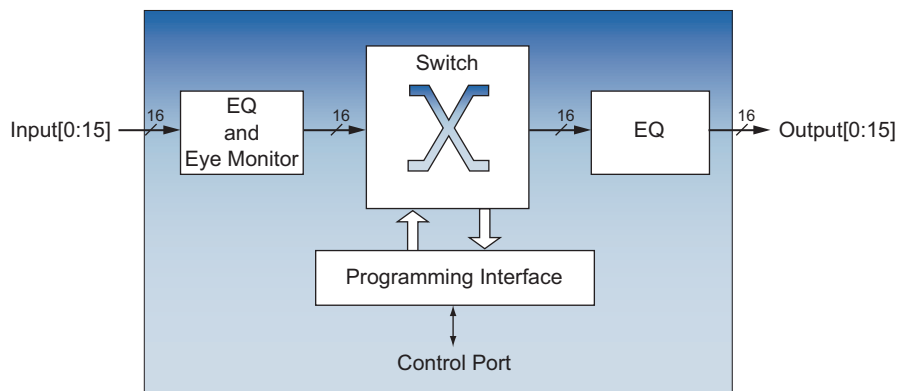 Switch
16
EQ
and
Eye Monitor
16
16
EQ
16
Input[0:15]
Output[0:15]
Programming Interface
Control Port